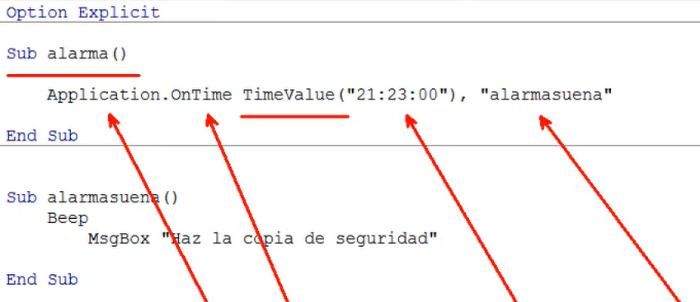 Option Explicit
Sub alarma()
Application.OnTime TimeValue("21:23:00"), "alarmasuena"
End Sub
Sub alarmasuena()
Beep
MsgBox "Haz la copia de seguridad"
End Sub